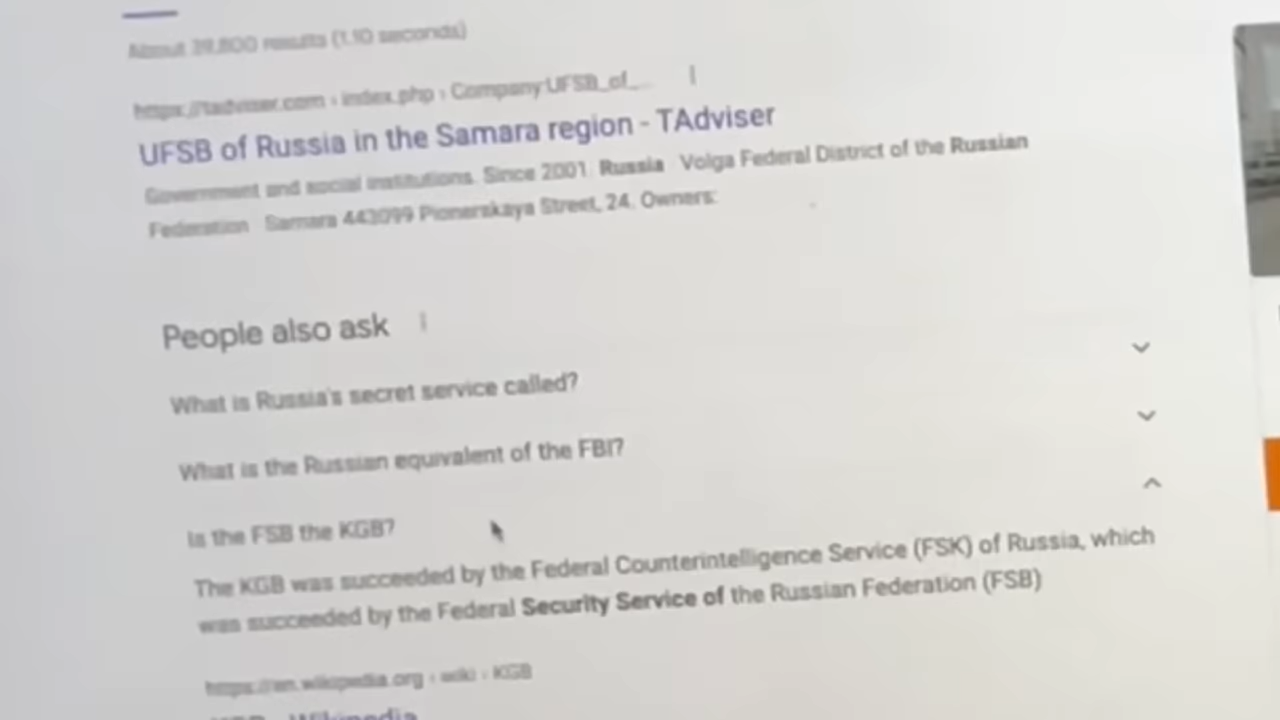 About 39,800 results (1.10 seconds)
https://tadviser.com › index.php › Company:UFSB_of_...
UFSB of Russia in the Samara region - TAdviser
Government and social institutions. Since 2001. Russia Volga Federal District of the Russian
Federation Samara 443099 Pionerskaya Street, 24. Owners:
People also ask
What is Russia's secret service called?
What is the Russian equivalent of the FBI?
Is the FSB the KGB?
The KGB was succeeded by the Federal Counterintelligence Service (FSK) of Russia, which
was succeeded by the Federal Security Service of the Russian Federation (FSB)
https://en.wikipedia.org › wiki › KGB
KGB - Wikipedia